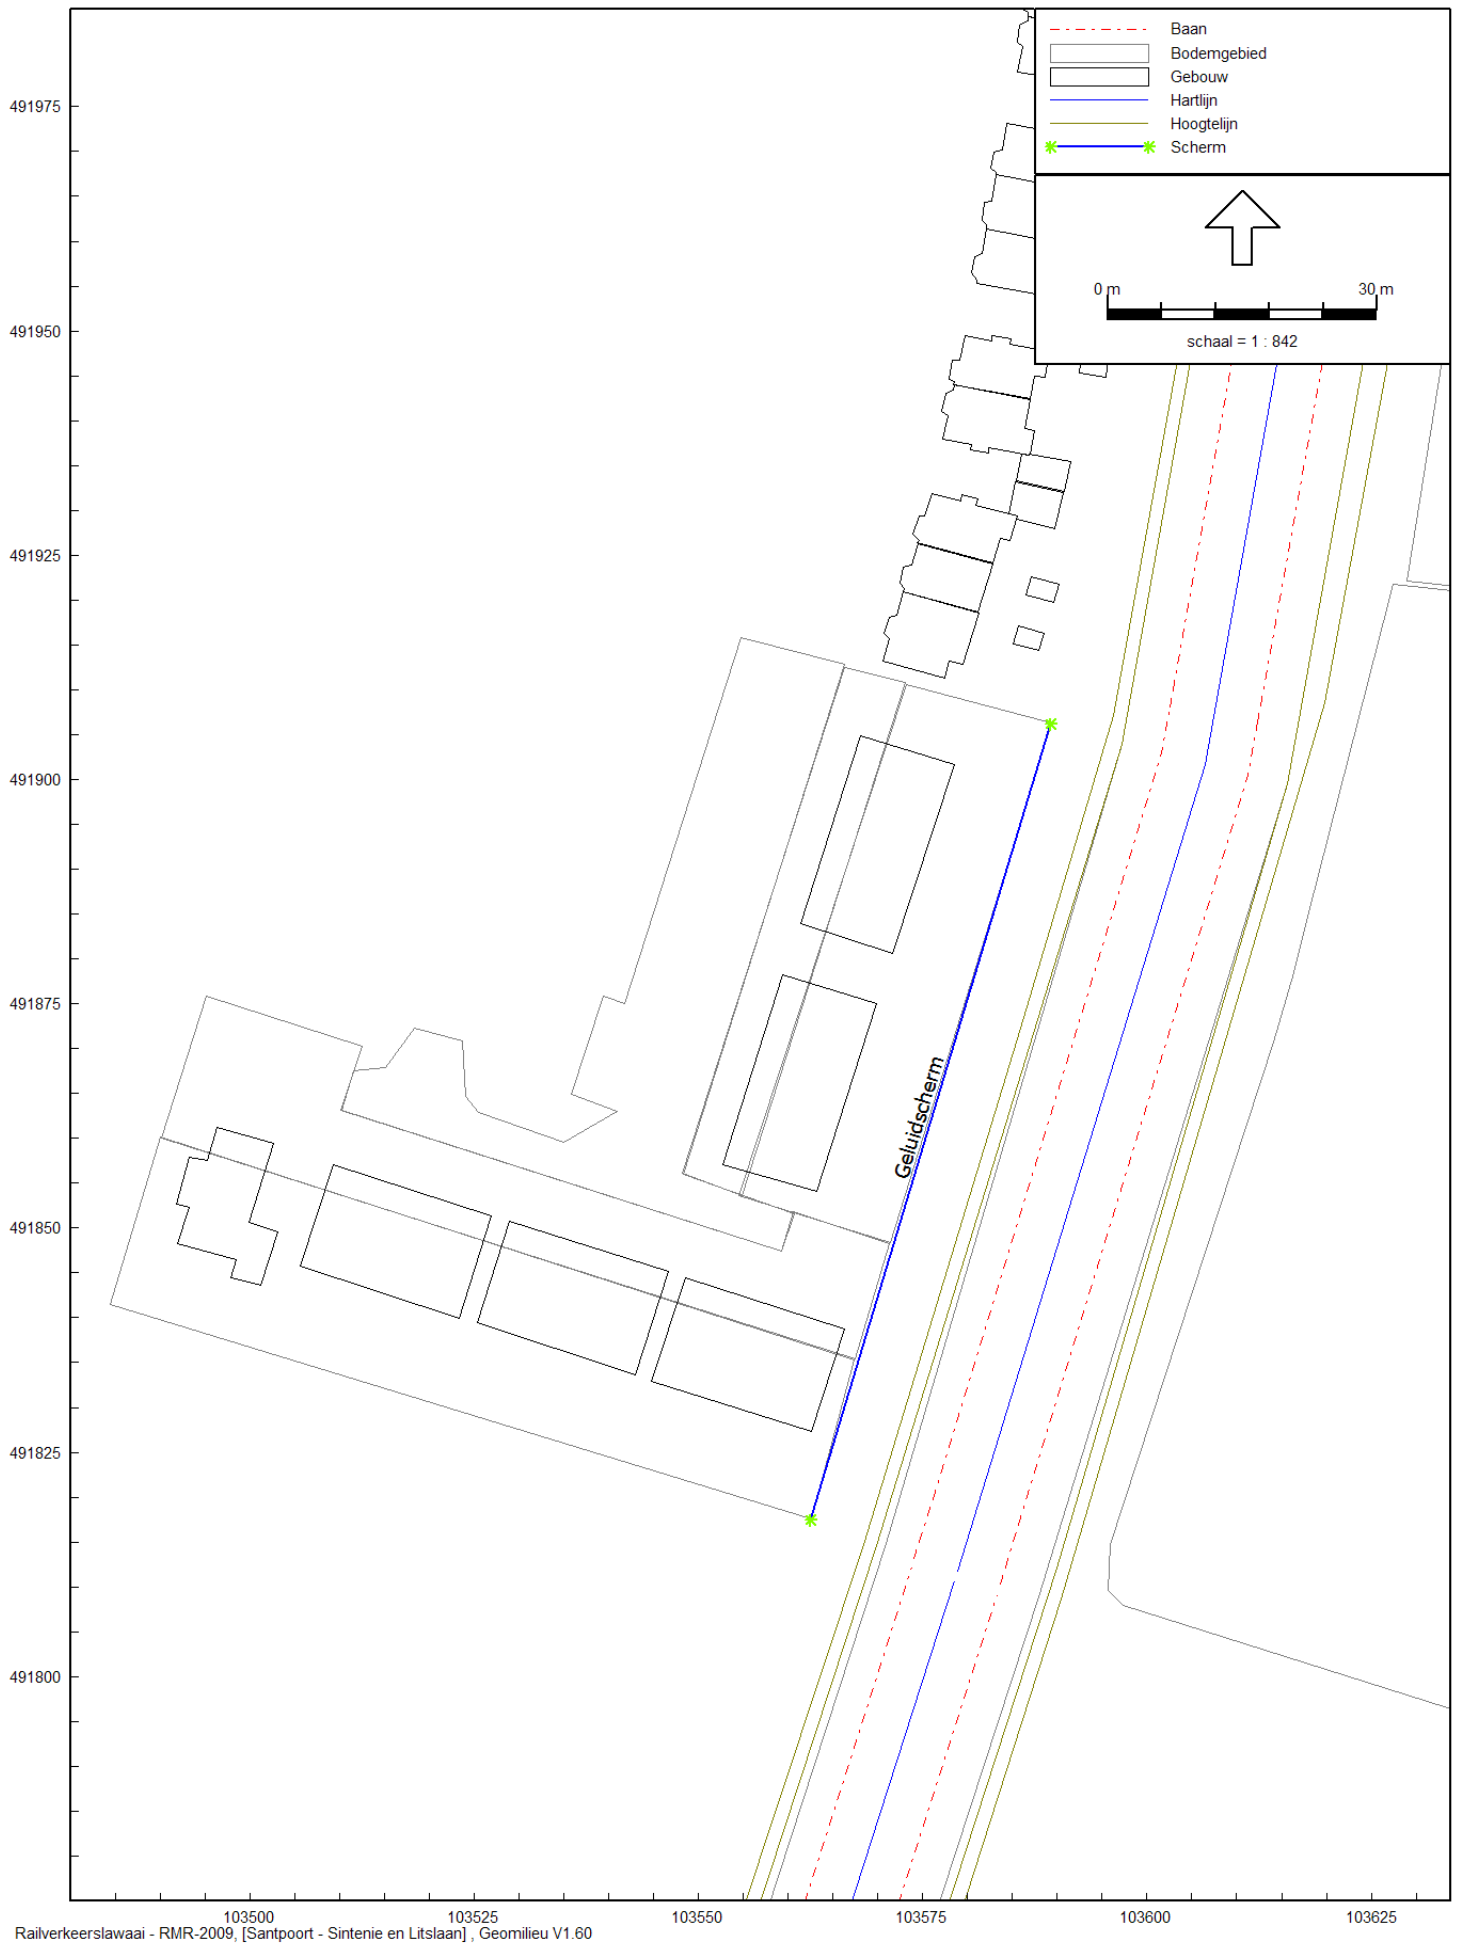 Baan
Bodemgebied
Gebouw
Hartlijn
Hoogtelijn
Scherm
0 m 30 m
schaal = 1 : 842
491975
491950
491925
491900
491875
491850
491825
491800
Geluidscherm
103500 103525 103550 103575 103600 103625
Railverkeerslawaai - RMR-2009, [Santpoort - Sintenie en Litslaan] , Geomilieu V1.60